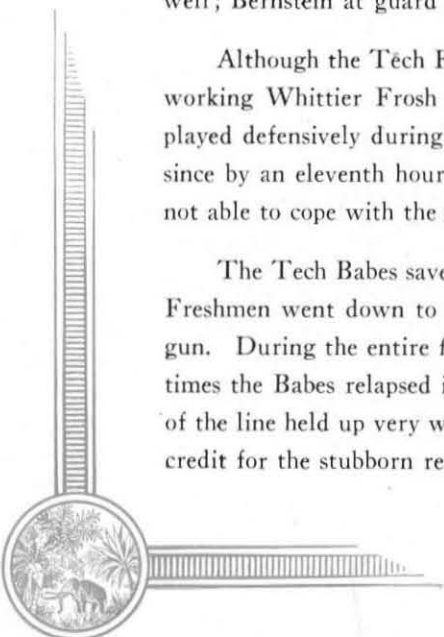 well; Bernstein at guard
Although the Tech F
working Whittier Frosh
played defensively during
since by an eleventh hour
not able to cope with the
The Tech Babes save
Freshmen went down to
gun. During the entire f
times the Babes relapsed i
of the line held up very w
credit for the stubborn re